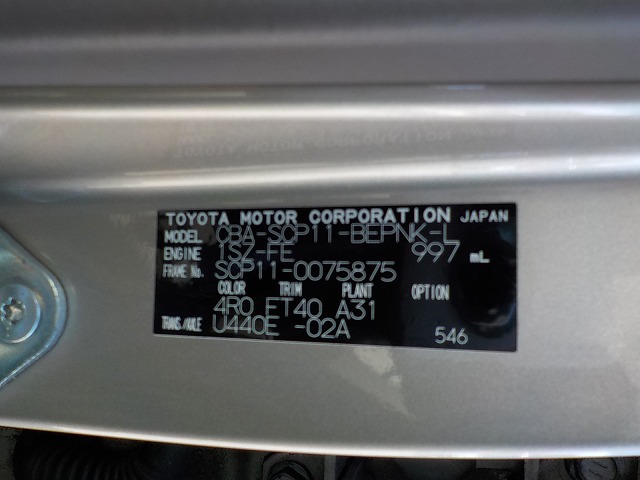 TOYOTA MOTOR CORPORATION JAPAN
MODEL CBA-SCP11-BEPNK-L
ENGINE 1SZ-FE 997 mL
FRAME No. SCP11-0075875
COLOR TRIM PLANT OPTION
4R0 FT40 A31
TRANS./AXLE U440E -02A 546